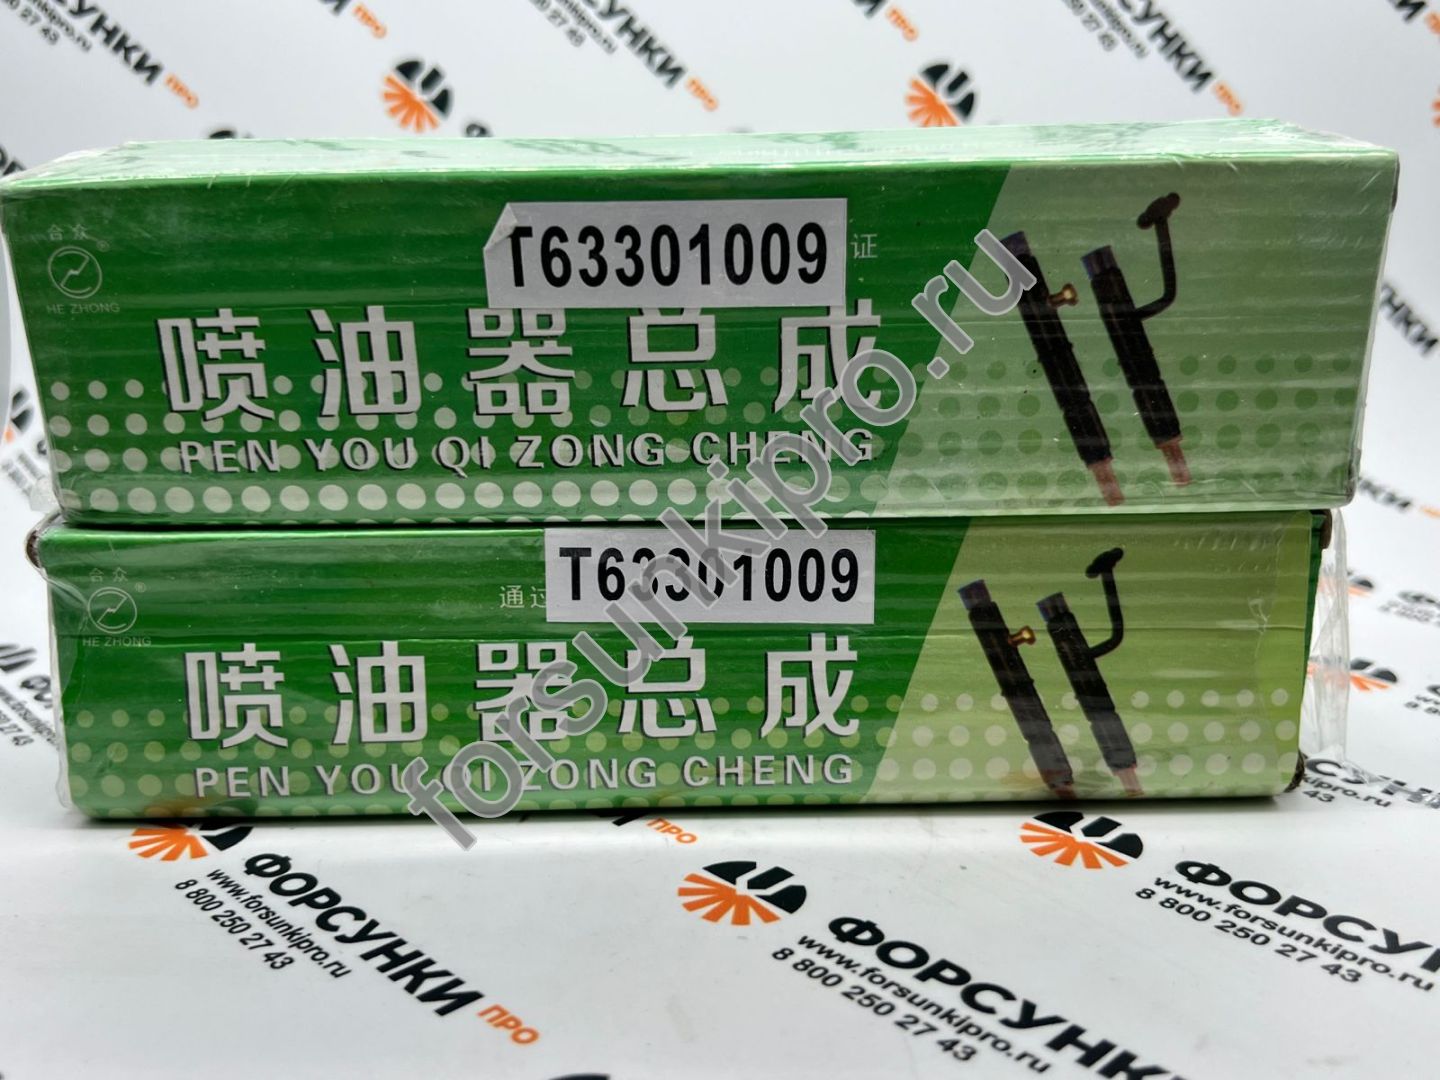 合众
HE ZHONG
T63301009
证
喷油器总成
PEN YOU QI ZONG CHENG
合众
HE ZHONG
通过
T63301009
喷油器总成
PEN YOU QI ZONG CHENG
forsunkipro.ru
ФОРСУНКИ ПРО
www.forsunkipro.ru
8 800 250 27 43
ФОРСУНКИ
www.forsunkipro.ru
8 800 250 27 43
ФОРСУН
www.forsunkipro.ru
8 800 250 27 43